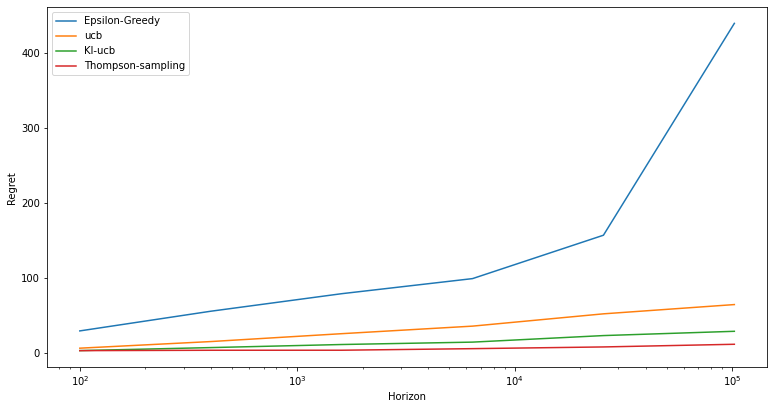 Epsilon-Greedy
ucb
Kl-ucb
Thompson-sampling
400
300
200
100
0
Regret
10²
10³
10⁴
10⁵
Horizon